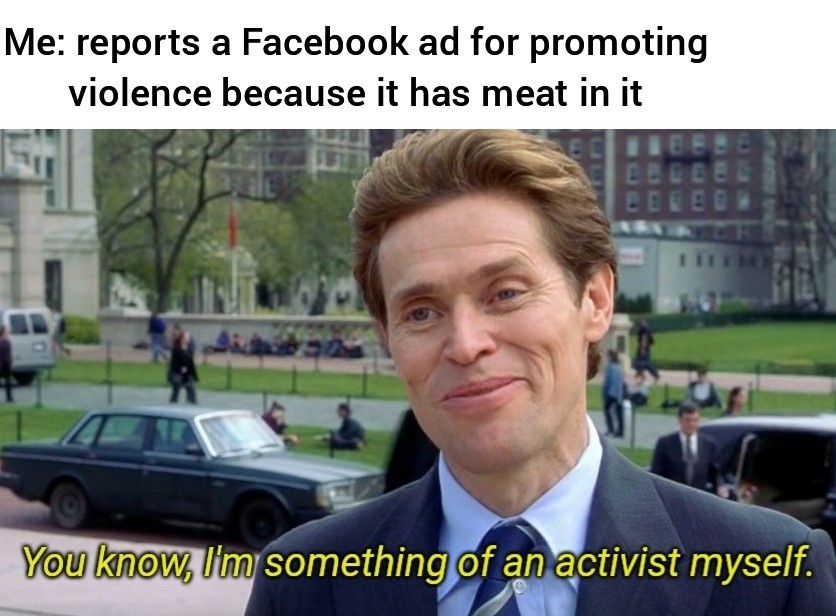 Me: reports a Facebook ad for promoting
violence because it has meat in it
You know, I'm something of an activist myself.